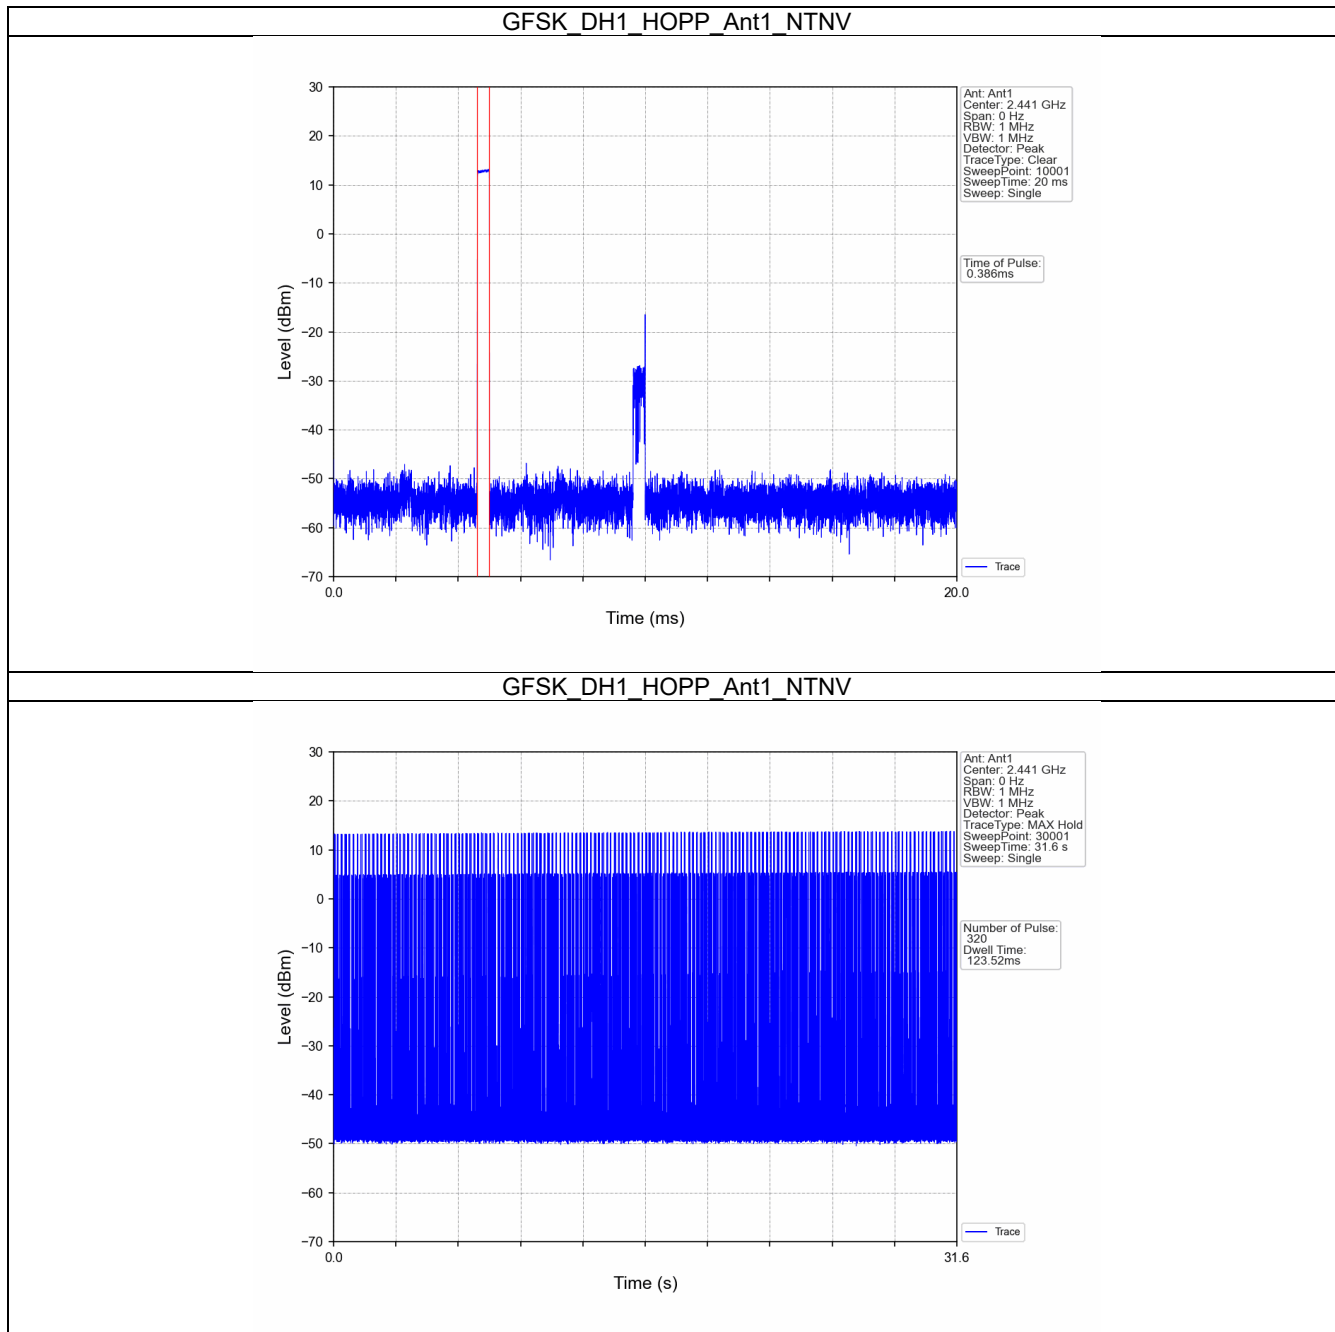 GFSK_DH1_HOPP_Ant1_NTNV
30
20
10
0
−10
−20
−30
−40
−50
−60
−70
Level (dBm)
0.0
20.0
Time (ms)
Ant: Ant1
Center: 2.441 GHz
Span: 0 Hz
RBW: 1 MHz
VBW: 1 MHz
Detector: Peak
TraceType: Clear
SweepPoint: 10001
SweepTime: 20 ms
Sweep: Single
Time of Pulse:
0.386ms
Trace
GFSK_DH1_HOPP_Ant1_NTNV
30
20
10
0
−10
−20
−30
−40
−50
−60
−70
Level (dBm)
0.0
31.6
Time (s)
Ant: Ant1
Center: 2.441 GHz
Span: 0 Hz
RBW: 1 MHz
VBW: 1 MHz
Detector: Peak
TraceType: MAX Hold
SweepPoint: 30001
SweepTime: 31.6 s
Sweep: Single
Number of Pulse:
320
Dwell Time:
123.52ms
Trace